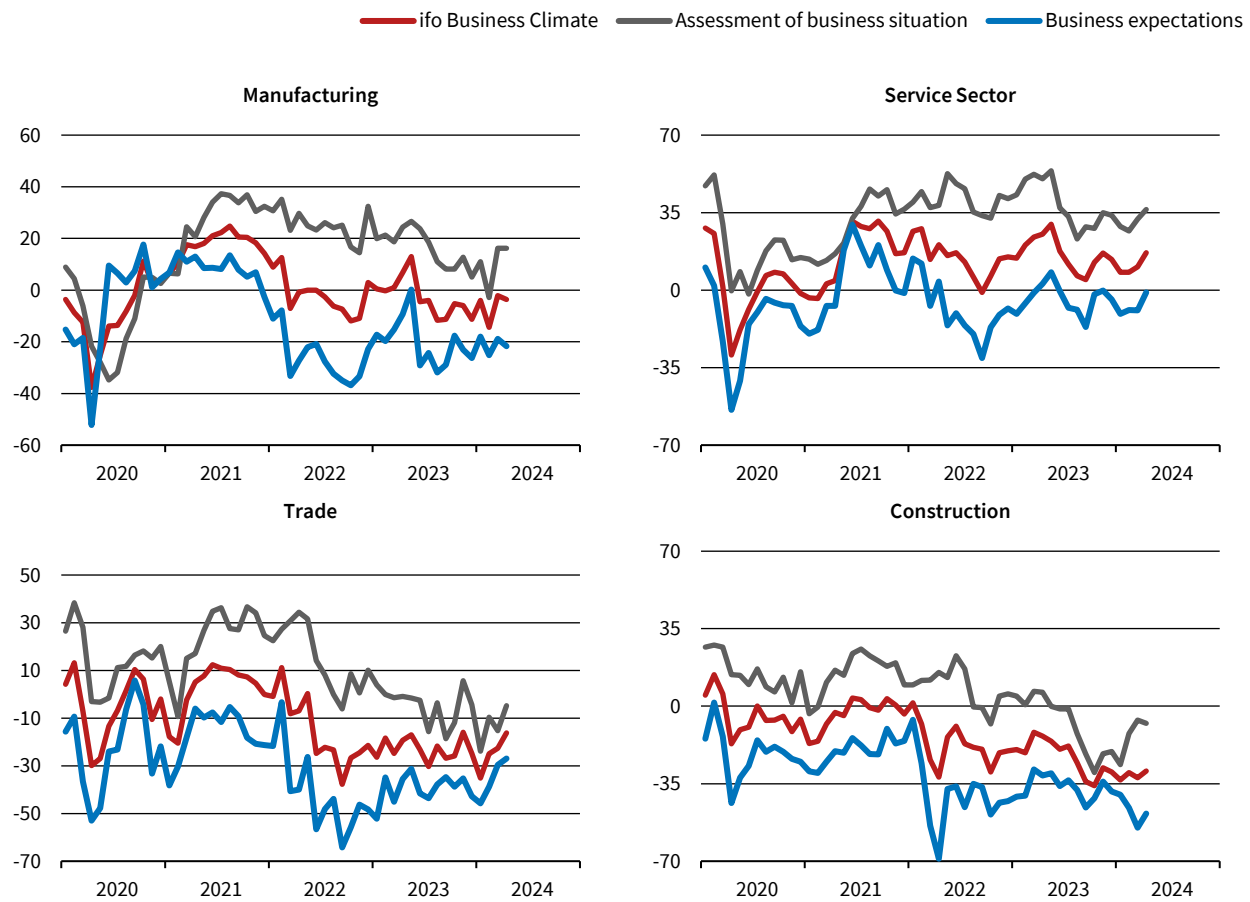 ifo Business Climate Assessment of business situation Business expectations
Manufacturing
60
40
20
0
-20
-40
-60
2020 2021 2022 2023 2024
Service Sector
70
35
0
-35
-70
2020 2021 2022 2023 2024
Trade
50
30
10
-10
-30
-50
-70
2020 2021 2022 2023 2024
Construction
70
35
0
-35
-70
2020 2021 2022 2023 2024